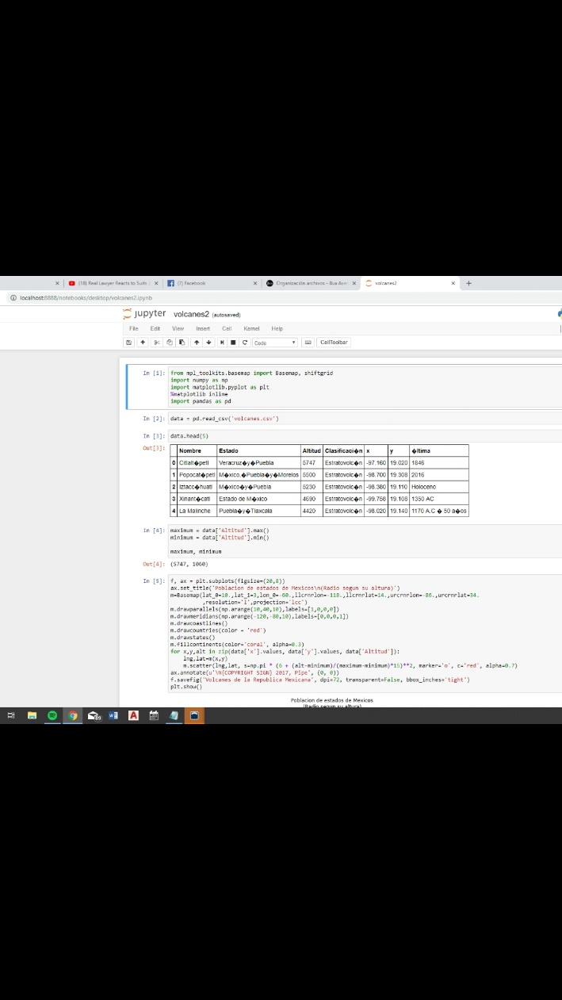 (18) Real Lawyer Reacts to Suits
(7) Facebook
Organización archivos - 8va Aven
volcanes2
localhost:8888/notebooks/desktop/volcanes2.ipynb
jupyter volcanes2 (autosaved)
File Edit View Insert Cell Kernel Help
Code CellToolbar
In [1]: from mpl_toolkits.basemap import Basemap, shiftgrid
import numpy as np
import matplotlib.pyplot as plt
%matplotlib inline
import pandas as pd
In [2]: data = pd.read_csv('volcanes.csv')
In [3]: data.head(5)
Out[3]:
Nombre Estado Altitud Clasificaci�n x y �ltima
0 Citlalt�petl Veracruz�y�Puebla 5747 Estratovolc�n -97.160 19.020 1846
1 Popocat�petl M�xico,�Puebla�y�Morelos 5500 Estratovolc�n -98.700 19.308 2016
2 Iztacc�huatl M�xico�y�Puebla 5230 Estratovolc�n -98.380 19.110 Holoceno
3 Xinant�catl Estado de M�xico 4690 Estratovolc�n -99.758 19.108 1350 AC
4 La Malinche Puebla�y�Tlaxcala 4420 Estratovolc�n -98.020 19.140 1170 A.C � 50 a�os
In [4]: maximum = data['Altitud'].max()
minimum = data['Altitud'].min()
maximum, minimum
Out[4]: (5747, 1060)
In [5]: f, ax = plt.subplots(figsize=(20,8))
ax.set_title('Poblacion de estados de Mexicos\n(Radio segun su altura)')
m=Basemap(lat_0=10.,lat_1=3,lon_0=-60.,llcrnrlon=-118.,llcrnrlat=14.,urcrnrlon=-86.,urcrnrlat=34.
,resolution='l',projection='lcc')
m.drawparallels(np.arange(10,40,10),labels=[1,0,0,0])
m.drawmeridians(np.arange(-120,-80,10),labels=[0,0,0,1])
m.drawcoastlines()
m.drawcountries(color = 'red')
m.drawstates()
m.fillcontinents(color='coral', alpha=0.3)
for x,y,alt in zip(data['x'].values, data['y'].values, data['Altitud']):
lng,lat=m(x,y)
m.scatter(lng,lat, s=np.pi * (6 + (alt-minimum)/(maximum-minimum)*15)**2, marker='o', c='red', alpha=0.7)
ax.annotate(u'\N{COPYRIGHT SIGN} 2017, Pipe', (0, 0))
f.savefig('Volcanes de la Republica Mexicana', dpi=72, transparent=False, bbox_inches='tight')
plt.show()
Poblacion de estados de Mexicos
(Radio segun su altura)